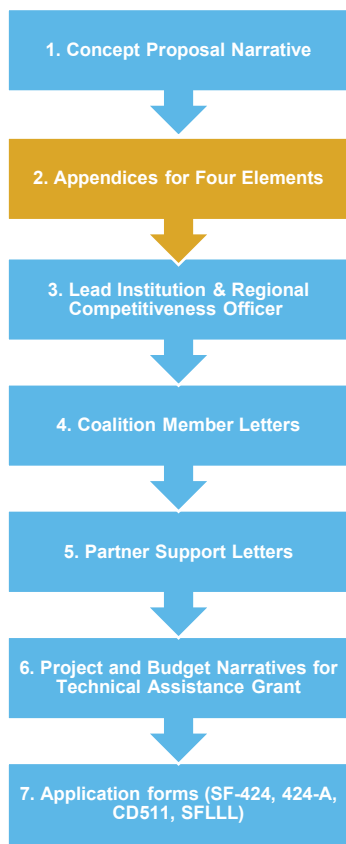 1. Concept Proposal Narrative
2. Appendices for Four Elements
3. Lead Institution & Regional
Competitiveness Officer
4. Coalition Member Letters
5. Partner Support Letters
6. Project and Budget Narratives for
Technical Assistance Grant
7. Application forms (SF-424, 424-A,
CD511, SFLLL)